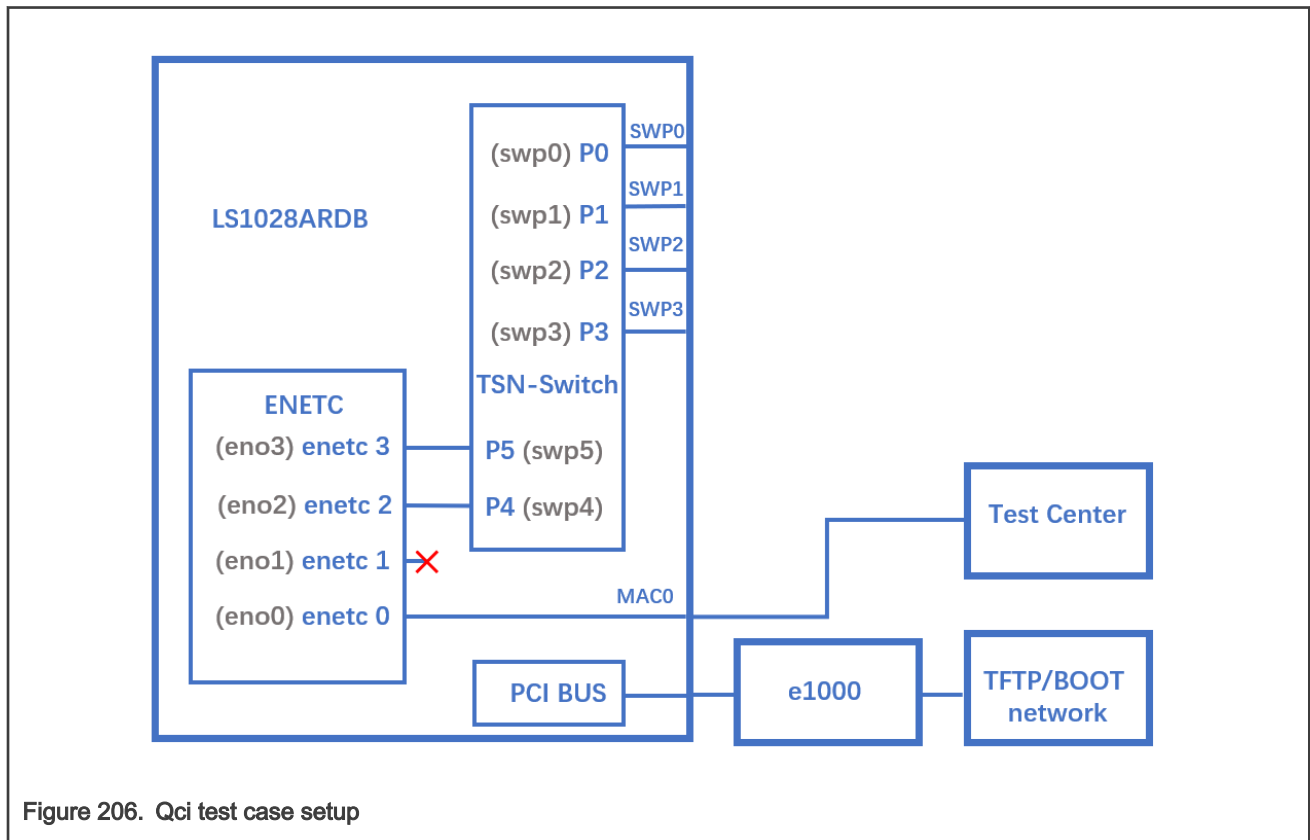 (swp0) P0
SWP0
(swp1) P1
SWP1
LS1028ARDB
(swp2) P2
SWP2
(swp3) P3
SWP3
TSN-Switch
ENETC
(eno3) enetc 3
P5 (swp5)
(eno2) enetc 2
P4 (swp4)
(eno1) enetc 1
(eno0) enetc 0
MAC0
Test Center
PCI BUS
e1000
TFTP/BOOT
network
Figure 206. Qci test case setup